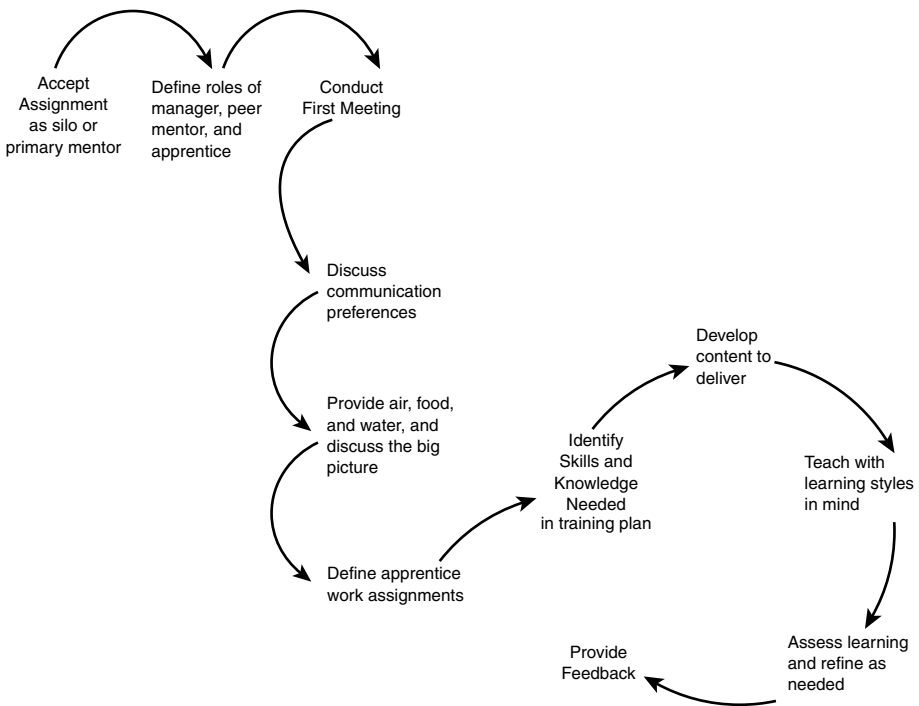 Accept
Assignment
as silo or
primary mentor
Define roles of
manager, peer
mentor, and
apprentice
Conduct
First Meeting
Discuss
communication
preferences
Provide air, food,
and water, and
discuss the big
picture
Define apprentice
work assignments
Identify
Skills and
Knowledge
Needed
in training plan
Develop
content to
deliver
Teach with
learning styles
in mind
Assess learning
and refine as
needed
Provide
Feedback